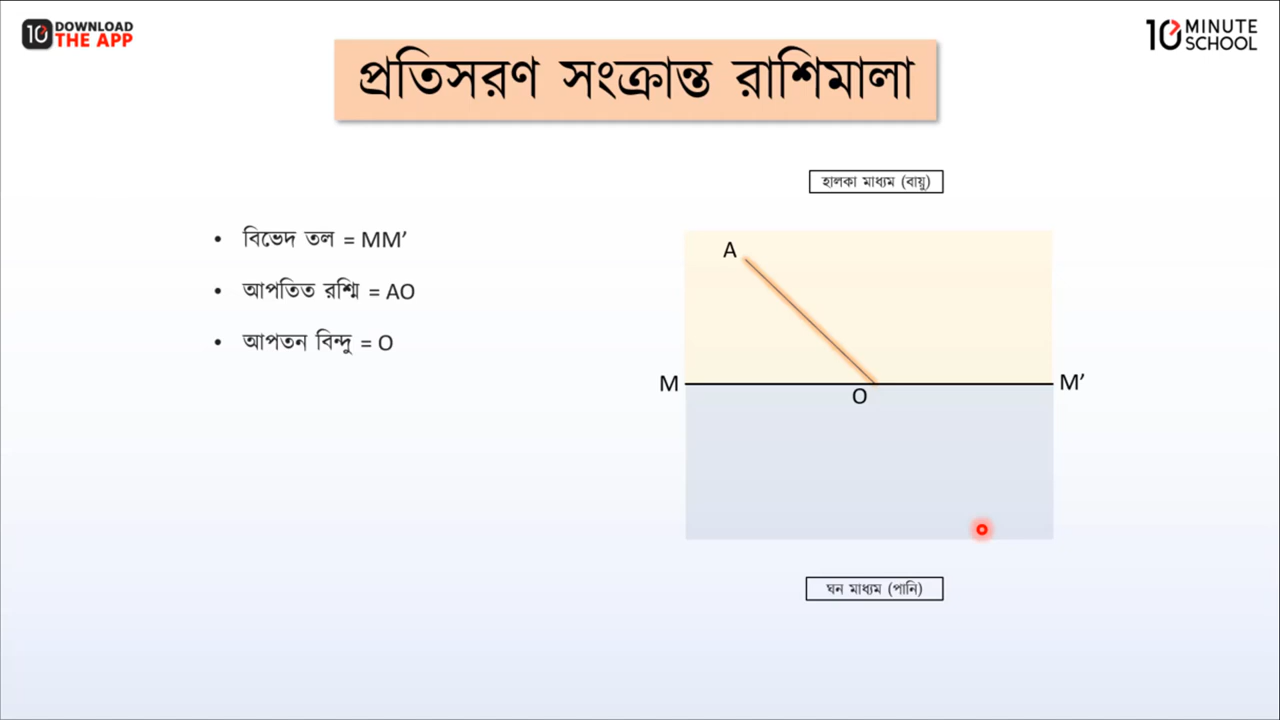 DOWNLOAD
THE APP
10 MINUTE
SCHOOL
প্রতিসরণ সংক্রান্ত রাশিমালা
হালকা মাধ্যম (বায়ু)
• বিভেদ তল = MM’
• আপতিত রশ্মি = AO
• আপতন বিন্দু = O
A
M
O
M’
ঘন মাধ্যম (পানি)